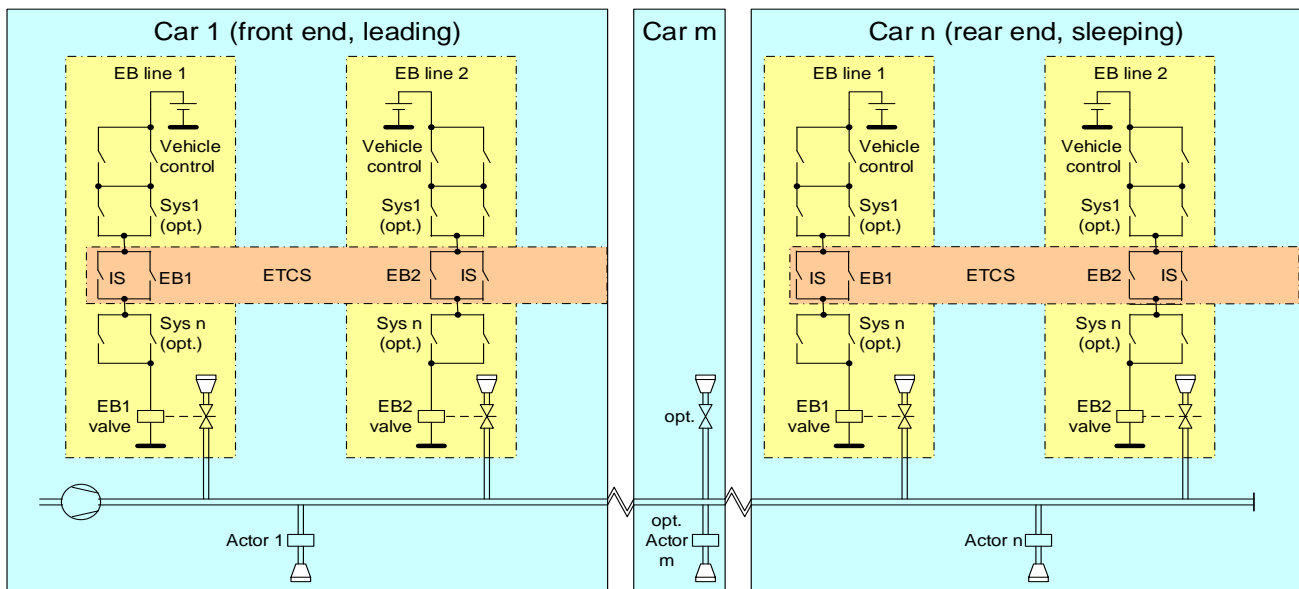 Car 1 (front end, leading)
EB line 1
Vehicle
control
Sys1
(opt.)
IS
EB1
Sys n
(opt.)
EB1
valve
ETCS
EB line 2
Vehicle
control
Sys1
(opt.)
EB2
IS
Sys n
(opt.)
EB2
valve
Actor 1
Car m
opt.
opt.
Actor
m
Car n (rear end, sleeping)
EB line 1
Vehicle
control
Sys1
(opt.)
IS
EB1
Sys n
(opt.)
EB1
valve
ETCS
EB line 2
Vehicle
control
Sys1
(opt.)
EB2
IS
Sys n
(opt.)
EB2
valve
Actor n